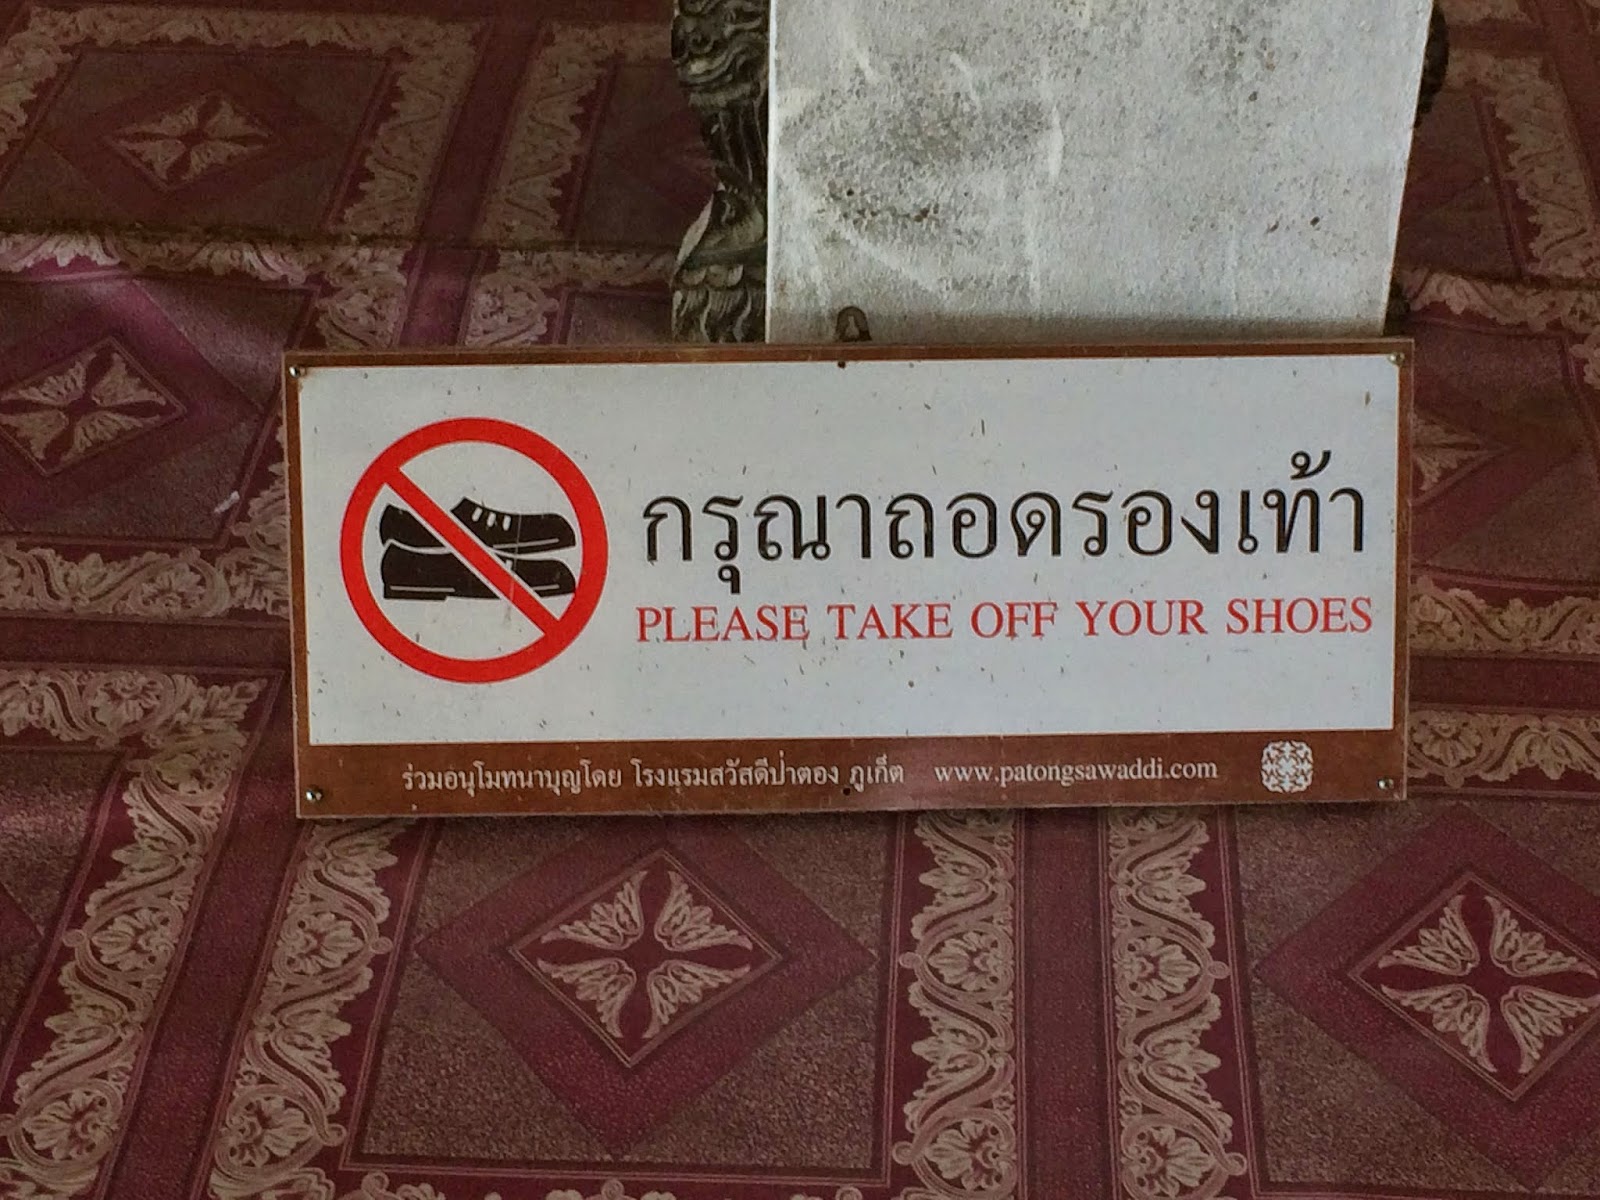 กรุณาถอดรองเท้า
PLEASE TAKE OFF YOUR SHOES
ร่วมอนุโมทนาบุญโดย โรงแรมสวัสดีป่าตอง ภูเก็ต www.patongsawaddi.com